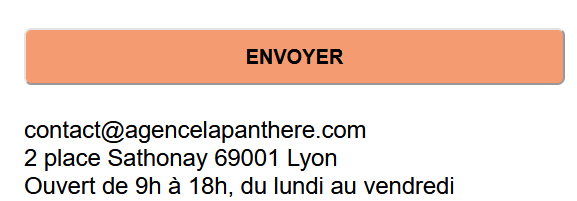 ENVOYER
contact@agencelapanthere.com
2 place Sathonay 69001 Lyon
Ouvert de 9h à 18h, du lundi au vendredi